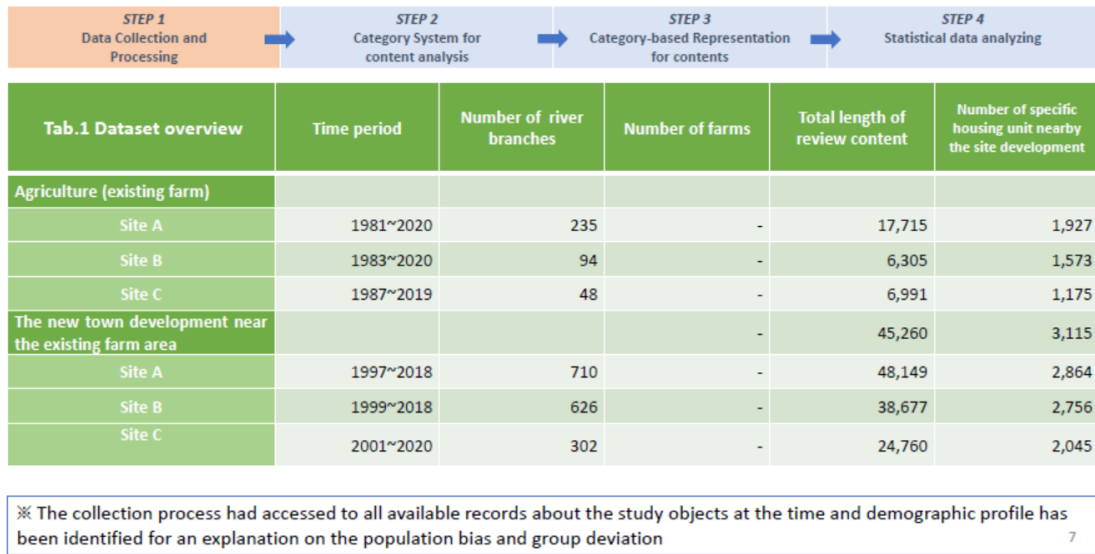 STEP 1
Data Collection and
Processing
STEP 2
Category System for
content analysis
STEP 3
Category-based Representation
for contents
STEP 4
Statistical data analyzing
Tab.1 Dataset overview
Time period
Number of river
branches
Number of farms
Total length of
review content
Number of specific
housing unit nearby
the site development
Agriculture (existing farm)
Site A 1981~2020 235 - 17,715 1,927
Site B 1983~2020 94 - 6,305 1,573
Site C 1987~2019 48 - 6,991 1,175
The new town development near
the existing farm area
- 45,260 3,115
Site A 1997~2018 710 - 48,149 2,864
Site B 1999~2018 626 - 38,677 2,756
Site C 2001~2020 302 - 24,760 2,045
※ The collection process had accessed to all available records about the study objects at the time and demographic profile has
been identified for an explanation on the population bias and group deviation
7